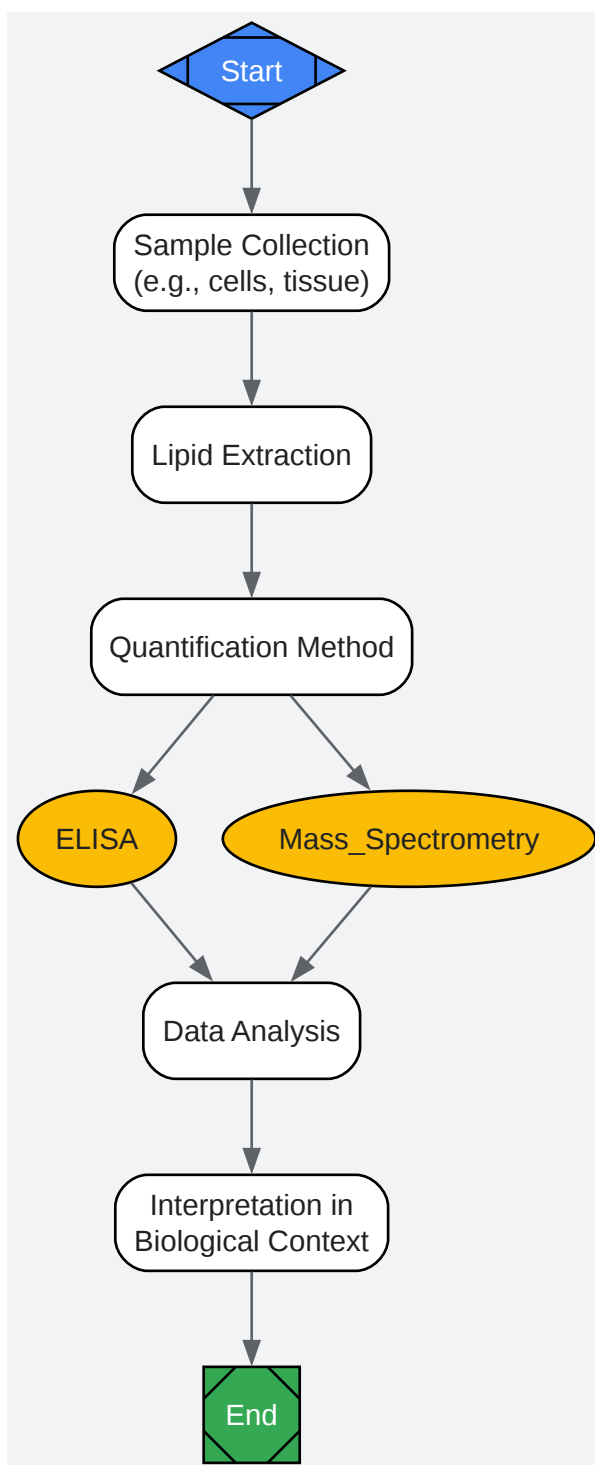 Start
Sample Collection
(e.g., cells, tissue)
Lipid Extraction
Quantification Method
ELISA
Mass_Spectrometry
Data Analysis
Interpretation in
Biological Context
End